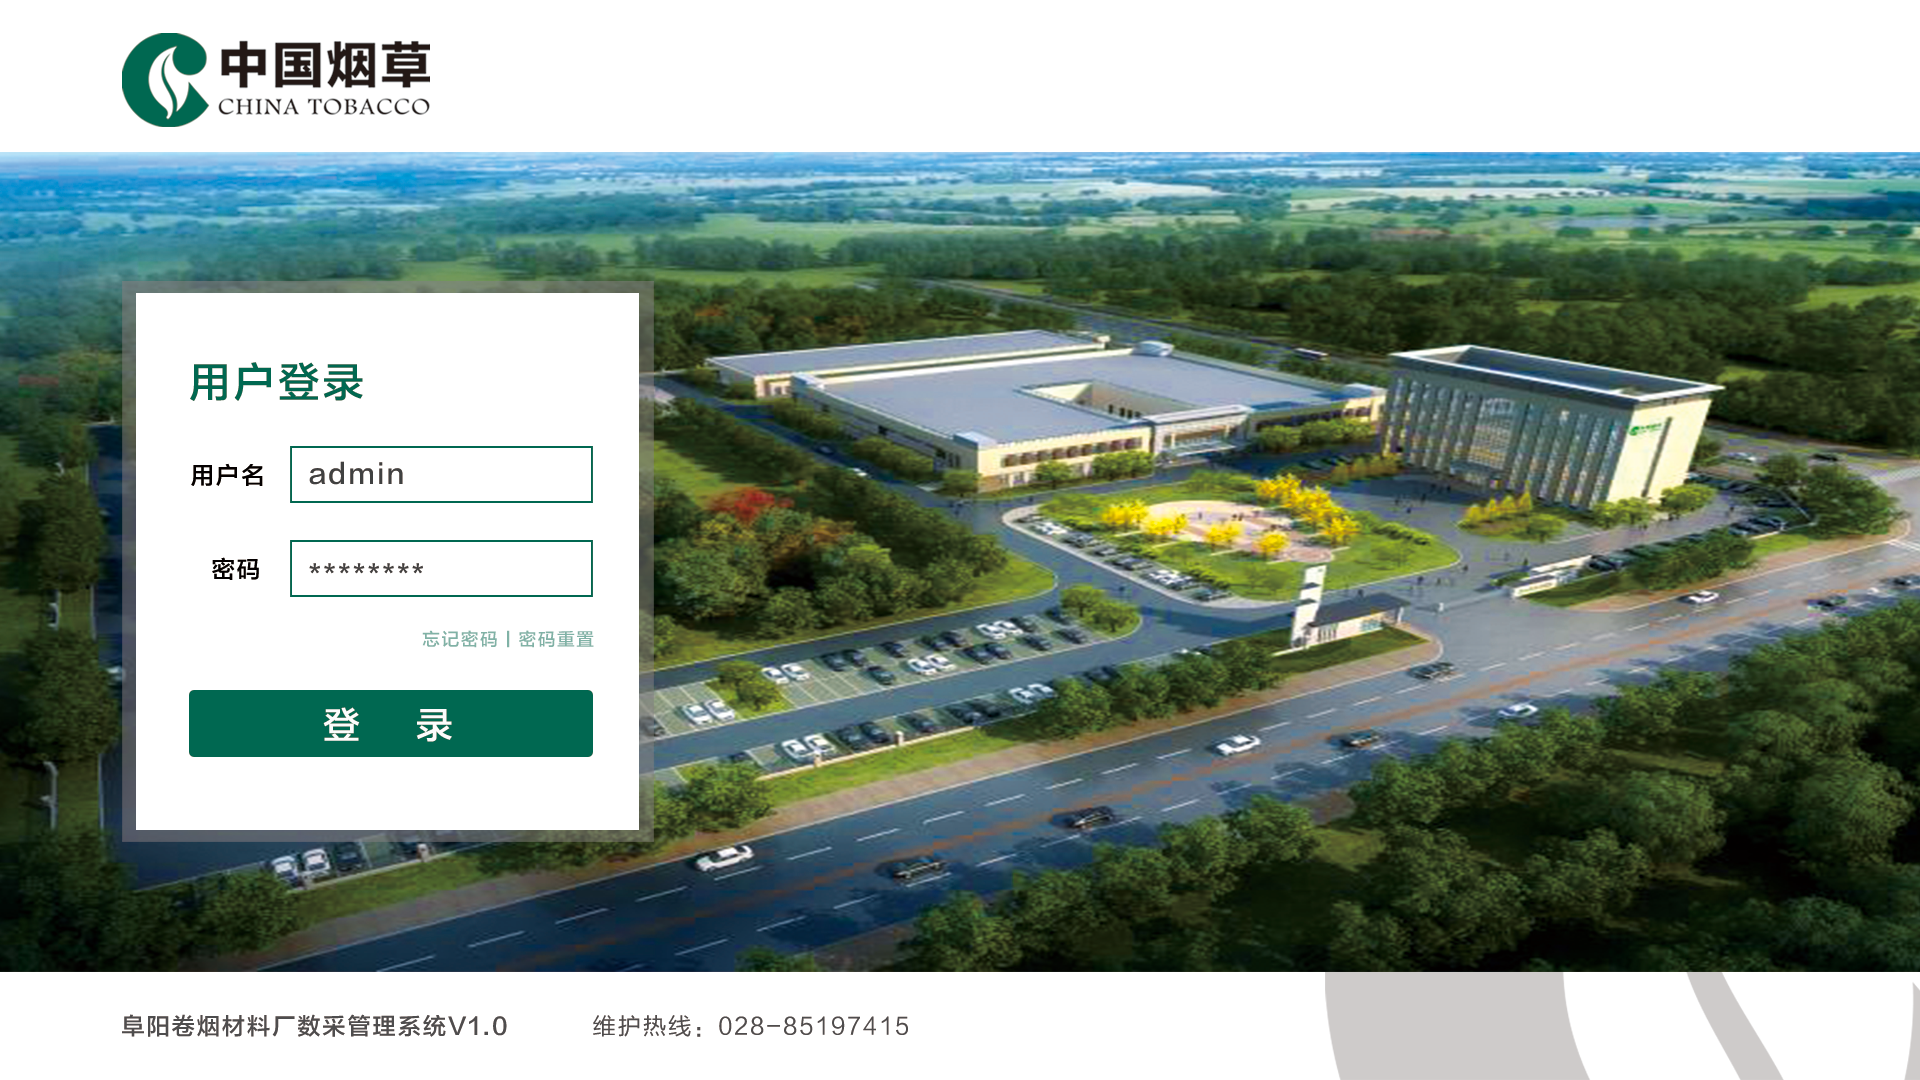 中国烟草
CHINA TOBACCO
用户登录
用户名 admin
密码 ********
忘记密码 | 密码重置
登 录
阜阳卷烟材料厂数采管理系统V1.0 维护热线：028-85197415